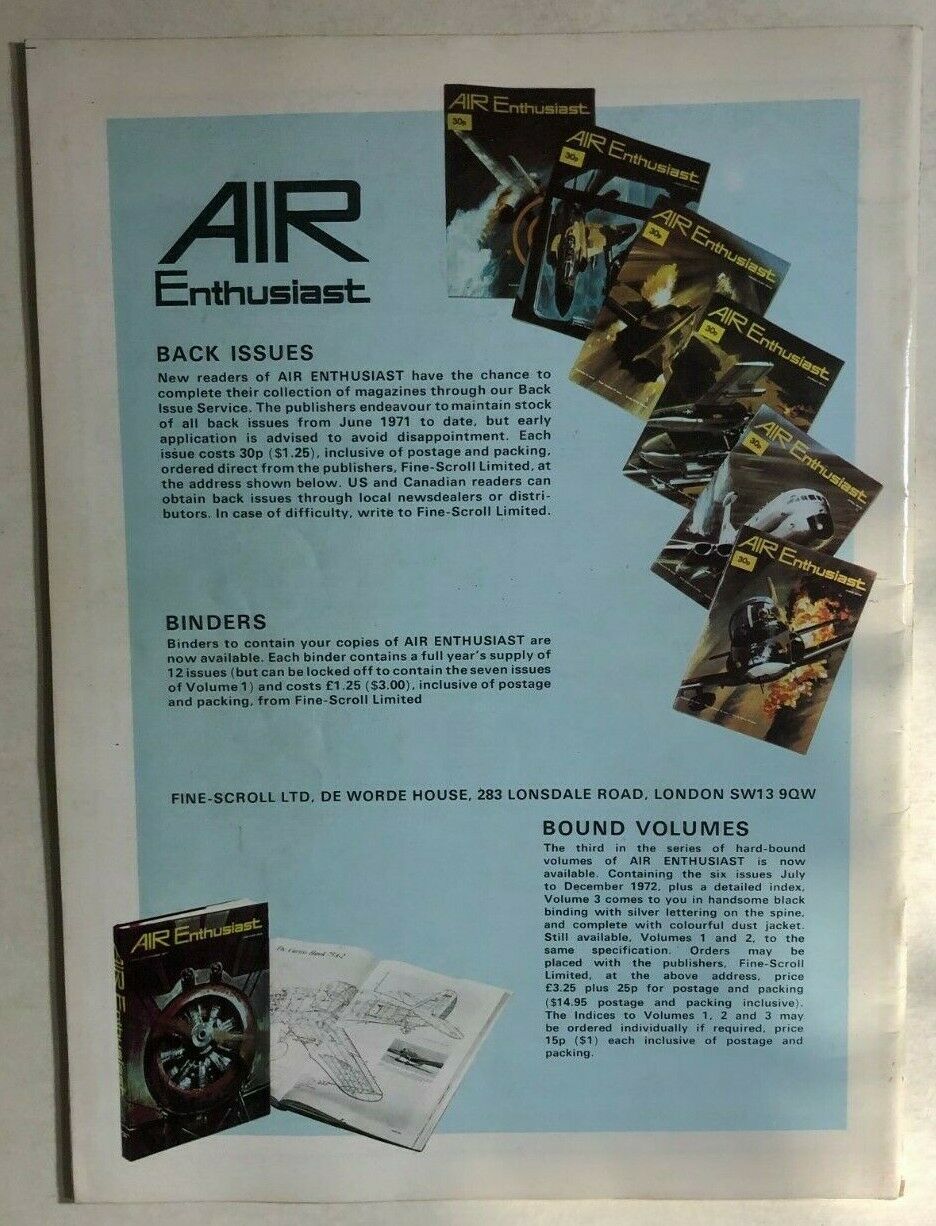 AIR
Enthusiast
AIR Enthusiast
30p
AIR Enthusiast
30p
AIR Enthusiast
30p
AIR Enthusiast
30p
AIR Enthusiast
30p
AIR Enthusiast
30p
BACK ISSUES
New readers of AIR ENTHUSIAST have the chance to
complete their collection of magazines through our Back
Issue Service. The publishers endeavour to maintain stock
of all back issues from June 1971 to date, but early
application is advised to avoid disappointment. Each
issue costs 30p ($1.25), inclusive of postage and packing,
ordered direct from the publishers, Fine-Scroll Limited, at
the address shown below. US and Canadian readers can
obtain back issues through local newsdealers or distri-
butors. In case of difficulty, write to Fine-Scroll Limited.
BINDERS
Binders to contain your copies of AIR ENTHUSIAST are
now available. Each binder contains a full year's supply of
12 issues (but can be locked off to contain the seven issues
of Volume 1) and costs £1.25 ($3.00), inclusive of postage
and packing, from Fine-Scroll Limited
FINE-SCROLL LTD, DE WORDE HOUSE, 283 LONSDALE ROAD, LONDON SW13 9QW
BOUND VOLUMES
The third in the series of hard-bound
volumes of AIR ENTHUSIAST is now
available. Containing the six issues July
to December 1972, plus a detailed index,
Volume 3 comes to you in handsome black
binding with silver lettering on the spine,
and complete with colourful dust jacket.
Still available, Volumes 1 and 2, to the
same specification. Orders may be
placed with the publishers, Fine-Scroll
Limited, at the above address, price
£3.25 plus 25p for postage and packing
($14.95 postage and packing inclusive).
The Indices to Volumes 1, 2 and 3 may
be ordered individually if required, price
15p ($1) each inclusive of postage and
packing.
AIR Enthusiast
AIR Enthusiast